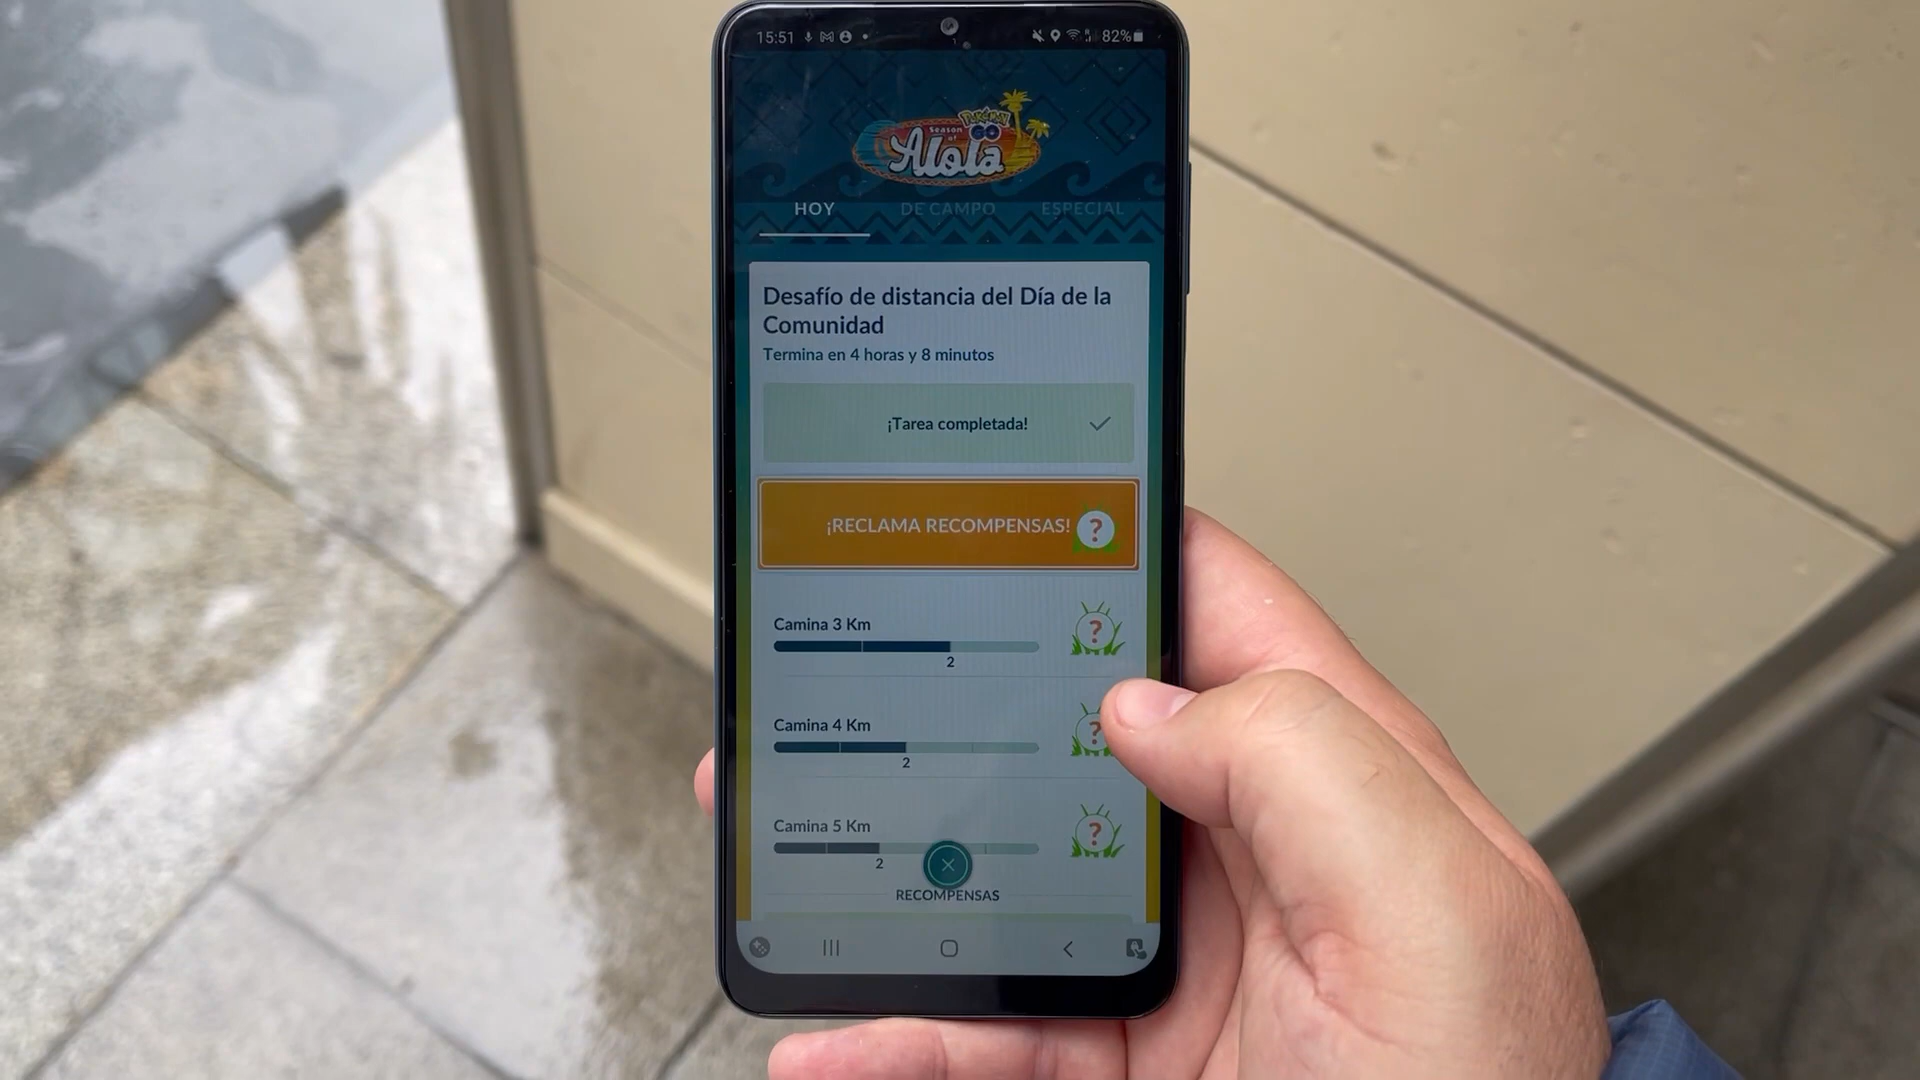 15:51
82%
Pokémon
GO
Season
of
Alola
HOY
DE CAMPO
ESPECIAL
Desafío de distancia del Día de la
Comunidad
Termina en 4 horas y 8 minutos
¡Tarea completada!
¡RECLAMA RECOMPENSAS!
?
Camina 3 Km
?
2
Camina 4 Km
?
2
Camina 5 Km
?
2
RECOMPENSAS